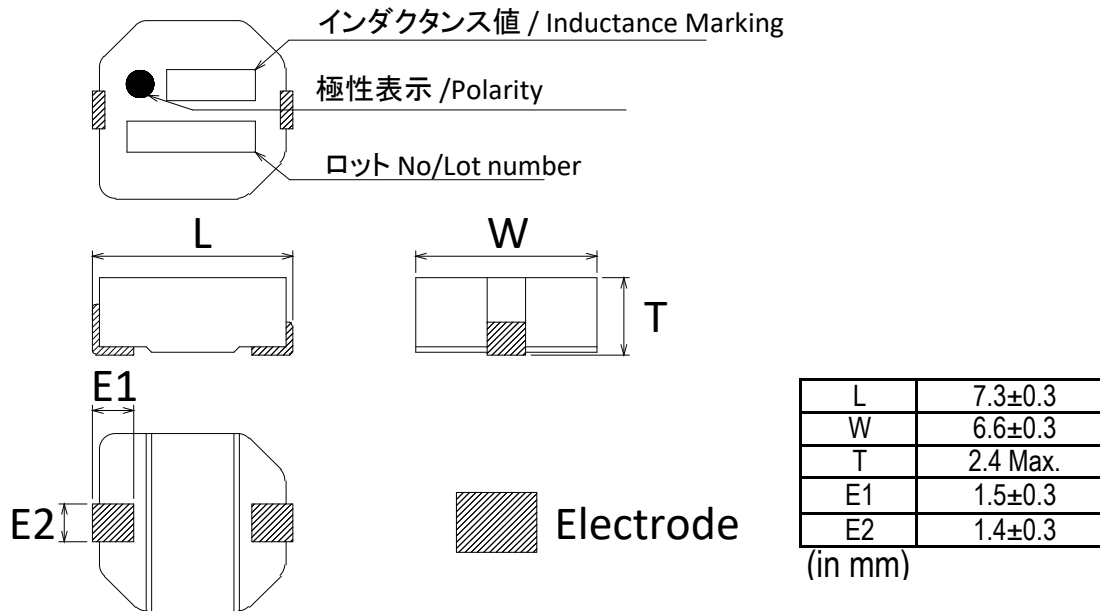 インダクタンス値 / Inductance Marking
極性表示 /Polarity
ロット No/Lot number
L
W
T
E1
E2
Electrode
L 7.3±0.3
W 6.6±0.3
T 2.4 Max.
E1 1.5±0.3
E2 1.4±0.3
(in mm)